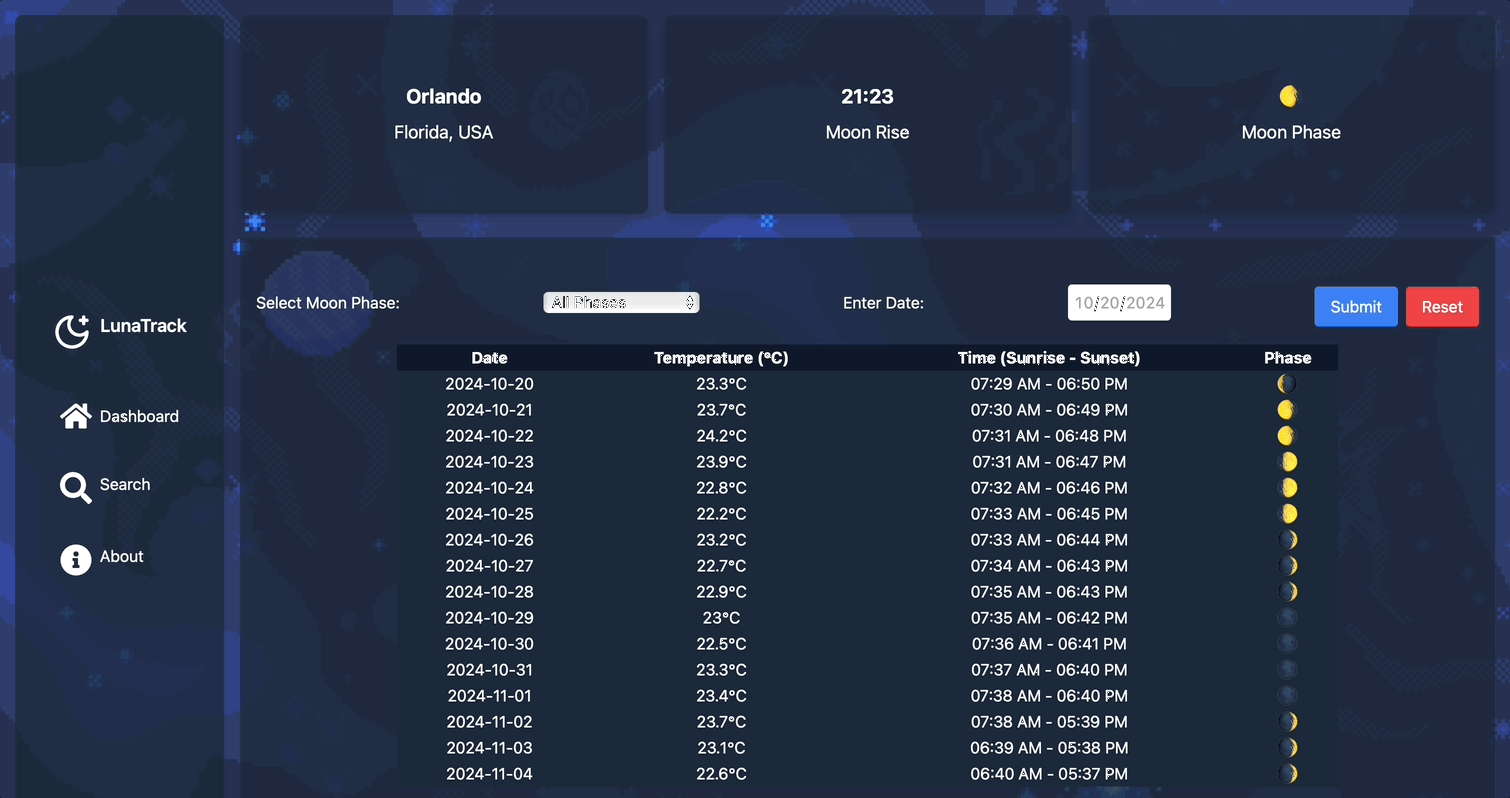 Orlando
Florida, USA
21:23
Moon Rise
Moon Phase
LunaTrack
Dashboard
Search
About
Select Moon Phase: All Phases Enter Date: 10/20/2024 Submit Reset
Date Temperature (°C) Time (Sunrise - Sunset) Phase
2024-10-20 23.3°C 07:29 AM - 06:50 PM
2024-10-21 23.7°C 07:30 AM - 06:49 PM
2024-10-22 24.2°C 07:31 AM - 06:48 PM
2024-10-23 23.9°C 07:31 AM - 06:47 PM
2024-10-24 22.8°C 07:32 AM - 06:46 PM
2024-10-25 22.2°C 07:33 AM - 06:45 PM
2024-10-26 23.2°C 07:33 AM - 06:44 PM
2024-10-27 22.7°C 07:34 AM - 06:43 PM
2024-10-28 22.9°C 07:35 AM - 06:43 PM
2024-10-29 23°C 07:35 AM - 06:42 PM
2024-10-30 22.5°C 07:36 AM - 06:41 PM
2024-10-31 23.3°C 07:37 AM - 06:40 PM
2024-11-01 23.4°C 07:38 AM - 06:40 PM
2024-11-02 23.7°C 07:38 AM - 05:39 PM
2024-11-03 23.1°C 06:39 AM - 05:38 PM
2024-11-04 22.6°C 06:40 AM - 05:37 PM